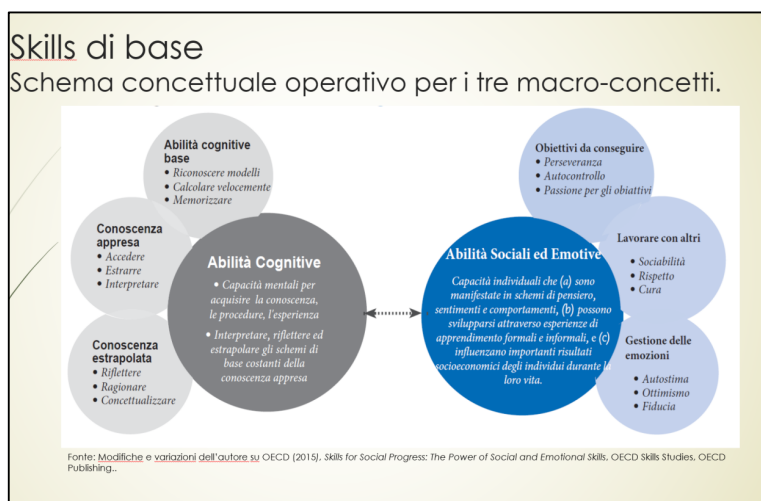 Skills di base
Schema concettuale operativo per i tre macro-concetti.
Abilità cognitive
base
• Riconoscere modelli
• Calcolare velocemente
• Memorizzare
Conoscenza
appresa
• Accedere
• Estrarre
• Interpretare
Conoscenza
estrapolata
• Riflettere
• Ragionare
• Concettualizzare
Abilità Cognitive
• Capacità mentali per
acquisire la conoscenza,
le procedure, l'esperienza
• Interpretare, riflettere ed
estrapolare gli schemi di
base costanti della
conoscenza appresa
Abilità Sociali ed Emotive
Capacità individuali che (a) sono
manifestate in schemi di pensiero,
sentimenti e comportamenti, (b) possono
svilupparsi attraverso esperienze di
apprendimento formali e informali, e (c)
influenzano importanti risultati
socioeconomici degli individui durante la
loro vita.
Obiettivi da conseguire
• Perseveranza
• Autocontrollo
• Passione per gli obiattivi
Lavorare con altri
• Sociabilità
• Rispetto
• Cura
Gestione delle
emozioni
• Autostima
• Ottimismo
• Fiducia
Fonte: Modifiche e variazioni dell'autore su OECD (2015), Skills for Social Progress: The Power of Social and Emotional Skills. OECD Skills Studies, OECD
Publishing..